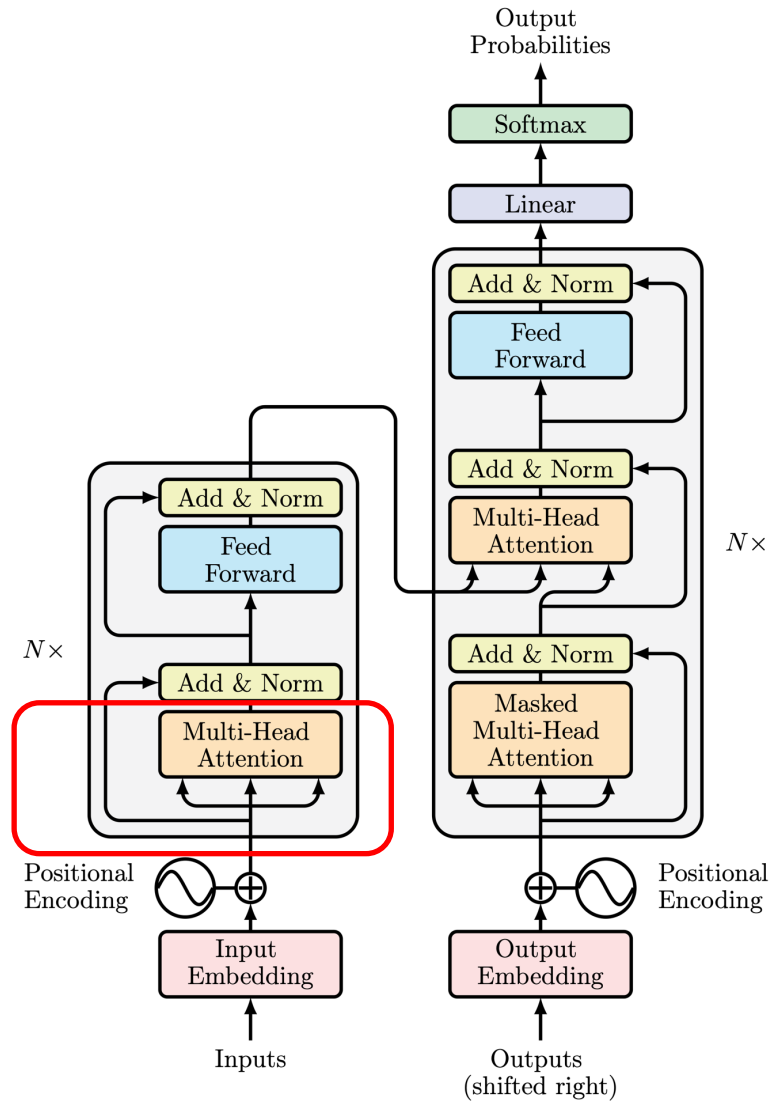 Output
Probabilities
Softmax
Linear
Add & Norm
Feed
Forward
Add & Norm
Multi-Head
Attention
N×
Add & Norm
Masked
Multi-Head
Attention
Positional
Encoding
Output
Embedding
Outputs
(shifted right)
Add & Norm
Feed
Forward
N×
Add & Norm
Multi-Head
Attention
Positional
Encoding
Input
Embedding
Inputs